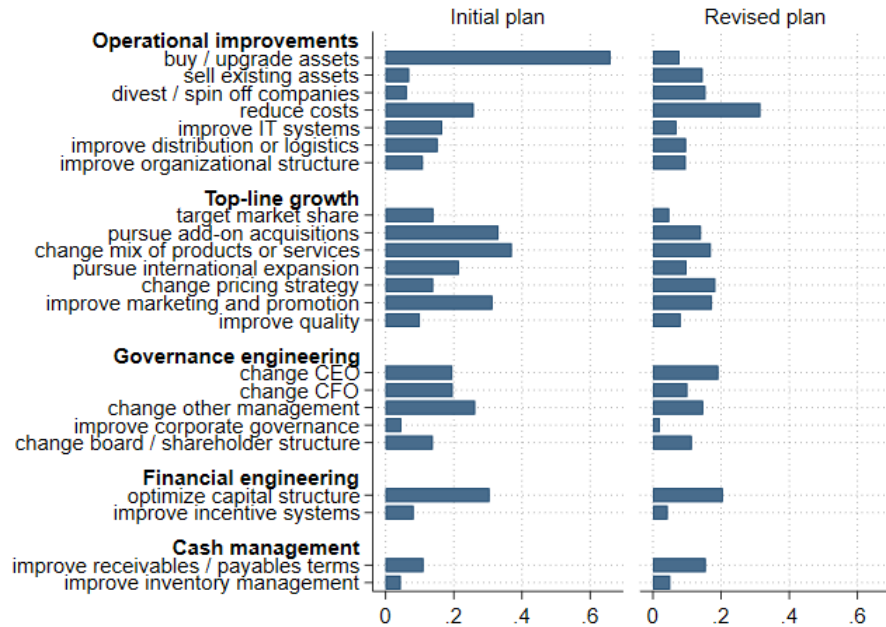 Initial plan
Revised plan
Operational improvements
buy / upgrade assets
sell existing assets
divest / spin off companies
reduce costs
improve IT systems
improve distribution or logistics
improve organizational structure
Top-line growth
target market share
pursue add-on acquisitions
change mix of products or services
pursue international expansion
change pricing strategy
improve marketing and promotion
improve quality
Governance engineering
change CEO
change CFO
change other management
improve corporate governance
change board / shareholder structure
Financial engineering
optimize capital structure
improve incentive systems
Cash management
improve receivables / payables terms
improve inventory management
0 .2 .4 .6
0 .2 .4 .6